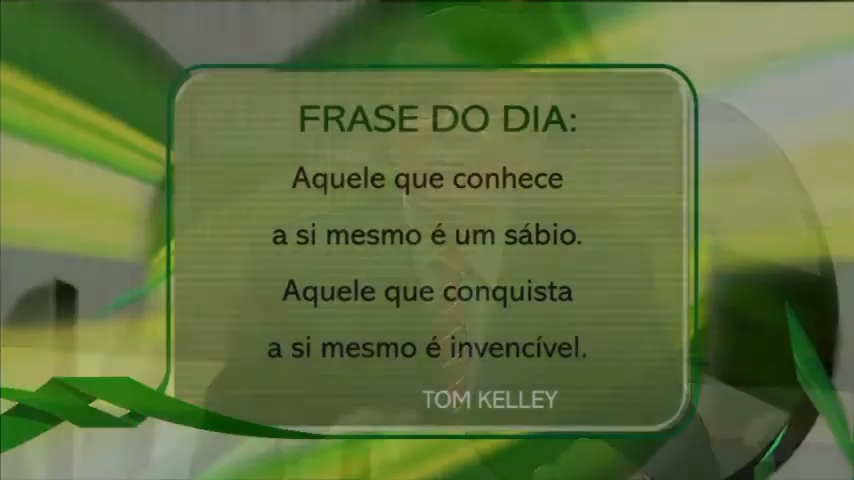 FRASE DO DIA:
Aquele que conhece
a si mesmo é um sábio.
Aquele que conquista
a si mesmo é invencível.
TOM KELLEY